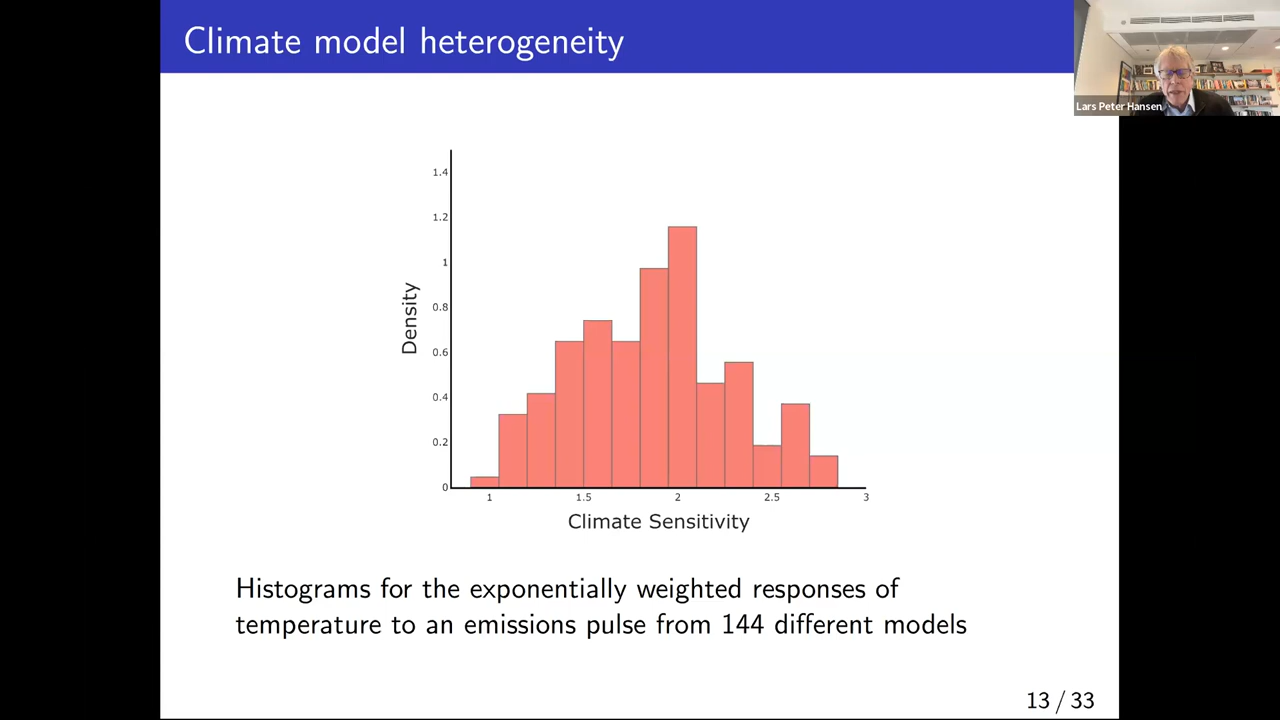 Climate model heterogeneity
Lars Peter Hansen
1.4
1.2
1
0.8
0.6
0.4
0.2
0
Density
1
1.5
2
2.5
3
Climate Sensitivity
Histograms for the exponentially weighted responses of
temperature to an emissions pulse from 144 different models
13 / 33